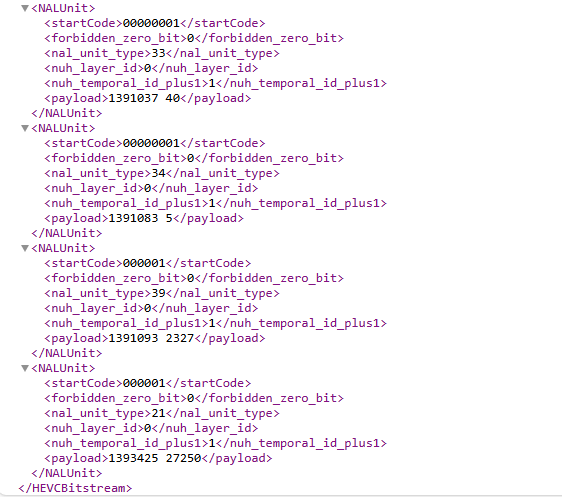 ▼<NALUnit>
<startCode>00000001</startCode>
<forbidden_zero_bit>0</forbidden_zero_bit>
<nal_unit_type>33</nal_unit_type>
<nuh_layer_id>0</nuh_layer_id>
<nuh_temporal_id_plus1>1</nuh_temporal_id_plus1>
<payload>1391037 40</payload>
</NALUnit>
▼<NALUnit>
<startCode>00000001</startCode>
<forbidden_zero_bit>0</forbidden_zero_bit>
<nal_unit_type>34</nal_unit_type>
<nuh_layer_id>0</nuh_layer_id>
<nuh_temporal_id_plus1>1</nuh_temporal_id_plus1>
<payload>1391083 5</payload>
</NALUnit>
▼<NALUnit>
<startCode>000001</startCode>
<forbidden_zero_bit>0</forbidden_zero_bit>
<nal_unit_type>39</nal_unit_type>
<nuh_layer_id>0</nuh_layer_id>
<nuh_temporal_id_plus1>1</nuh_temporal_id_plus1>
<payload>1391093 2327</payload>
</NALUnit>
▼<NALUnit>
<startCode>000001</startCode>
<forbidden_zero_bit>0</forbidden_zero_bit>
<nal_unit_type>21</nal_unit_type>
<nuh_layer_id>0</nuh_layer_id>
<nuh_temporal_id_plus1>1</nuh_temporal_id_plus1>
<payload>1393425 27250</payload>
</NALUnit>
</HEVCBitstream>